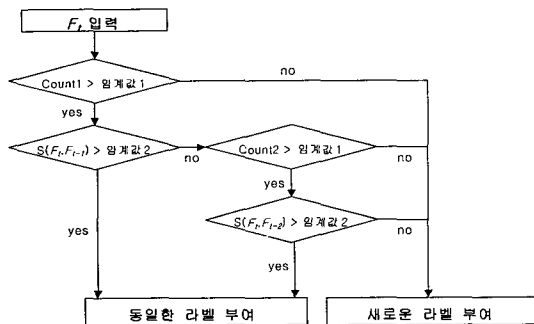 Ft 입력
no
Count1 > 임계값 1
yes
S(Ft,Ft-1) > 임계값 2
no
Count2 > 임계값 1
no
yes
S(Ft,Ft-2) > 임계값 2
yes
no
yes
동일한 라벨 부여
새로운 라벨 부여